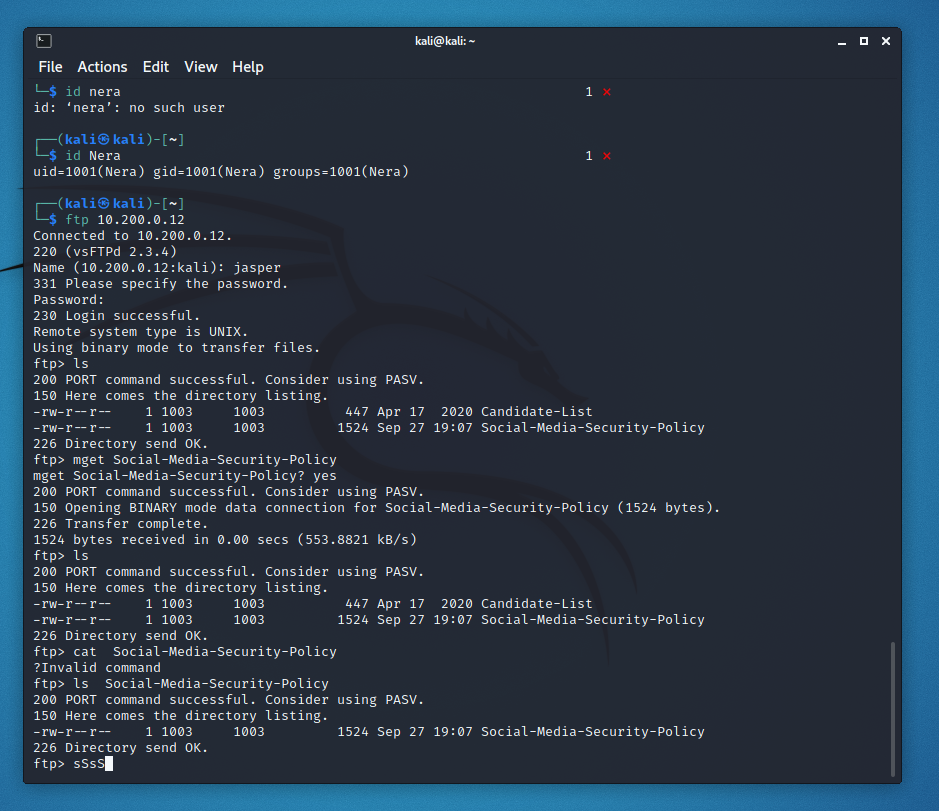 kali@kali: ~
File Actions Edit View Help
└─$ id nera 1 ⨯
id: ‘nera’: no such user
┌──(kali㉿kali)-[~]
└─$ id Nera 1 ⨯
uid=1001(Nera) gid=1001(Nera) groups=1001(Nera)
┌──(kali㉿kali)-[~]
└─$ ftp 10.200.0.12
Connected to 10.200.0.12.
220 (vsFTPd 2.3.4)
Name (10.200.0.12:kali): jasper
331 Please specify the password.
Password:
230 Login successful.
Remote system type is UNIX.
Using binary mode to transfer files.
ftp> ls
200 PORT command successful. Consider using PASV.
150 Here comes the directory listing.
-rw-r--r-- 1 1003 1003 447 Apr 17 2020 Candidate-List
-rw-r--r-- 1 1003 1003 1524 Sep 27 19:07 Social-Media-Security-Policy
226 Directory send OK.
ftp> mget Social-Media-Security-Policy
mget Social-Media-Security-Policy? yes
200 PORT command successful. Consider using PASV.
150 Opening BINARY mode data connection for Social-Media-Security-Policy (1524 bytes).
226 Transfer complete.
1524 bytes received in 0.00 secs (553.8821 kB/s)
ftp> ls
200 PORT command successful. Consider using PASV.
150 Here comes the directory listing.
-rw-r--r-- 1 1003 1003 447 Apr 17 2020 Candidate-List
-rw-r--r-- 1 1003 1003 1524 Sep 27 19:07 Social-Media-Security-Policy
226 Directory send OK.
ftp> cat  Social-Media-Security-Policy
?Invalid command
ftp> ls  Social-Media-Security-Policy
200 PORT command successful. Consider using PASV.
150 Here comes the directory listing.
-rw-r--r-- 1 1003 1003 1524 Sep 27 19:07 Social-Media-Security-Policy
226 Directory send OK.
ftp> sSsS